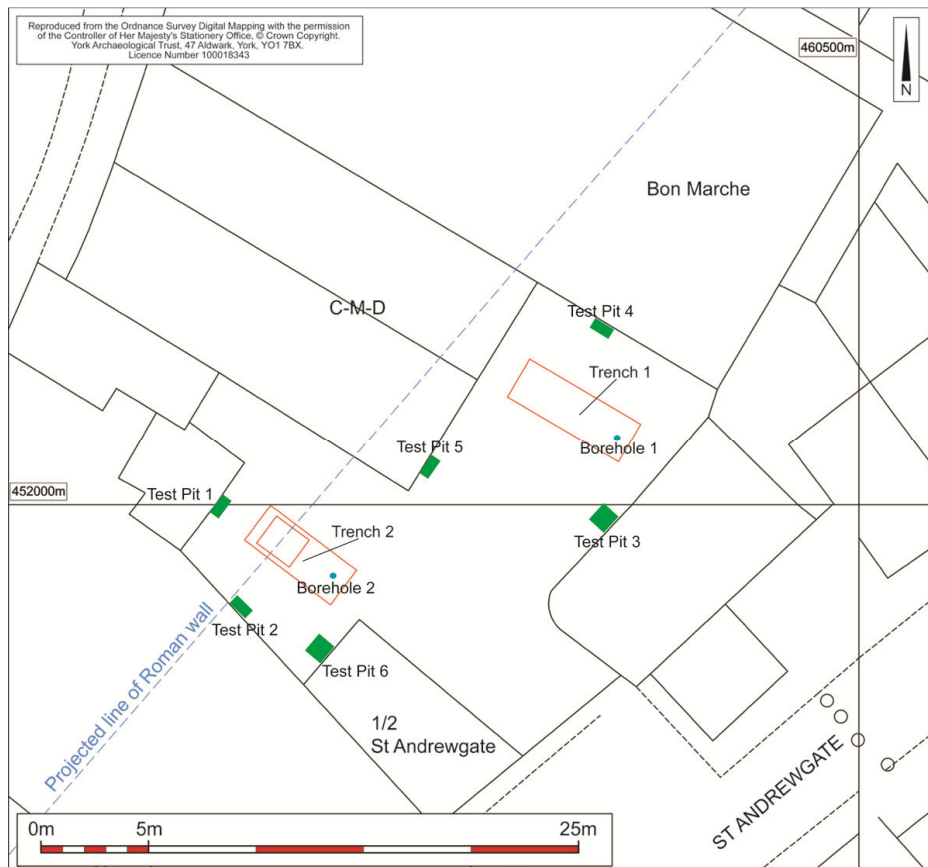 Reproduced from the Ordnance Survey Digital Mapping with the permission
of the Controller of Her Majesty's Stationery Office, © Crown Copyright.
York Archaeological Trust, 47 Aldwark, York, YO1 7BX.
Licence Number 100018343
460500m
N
Bon Marche
C-M-D
Test Pit 4
Trench 1
Borehole 1
Test Pit 5
452000m
Test Pit 1
Trench 2
Test Pit 3
Borehole 2
Test Pit 2
Test Pit 6
Projected line of Roman wall
1/2
St Andrewgate
ST ANDREWGATE
0m
5m
25m